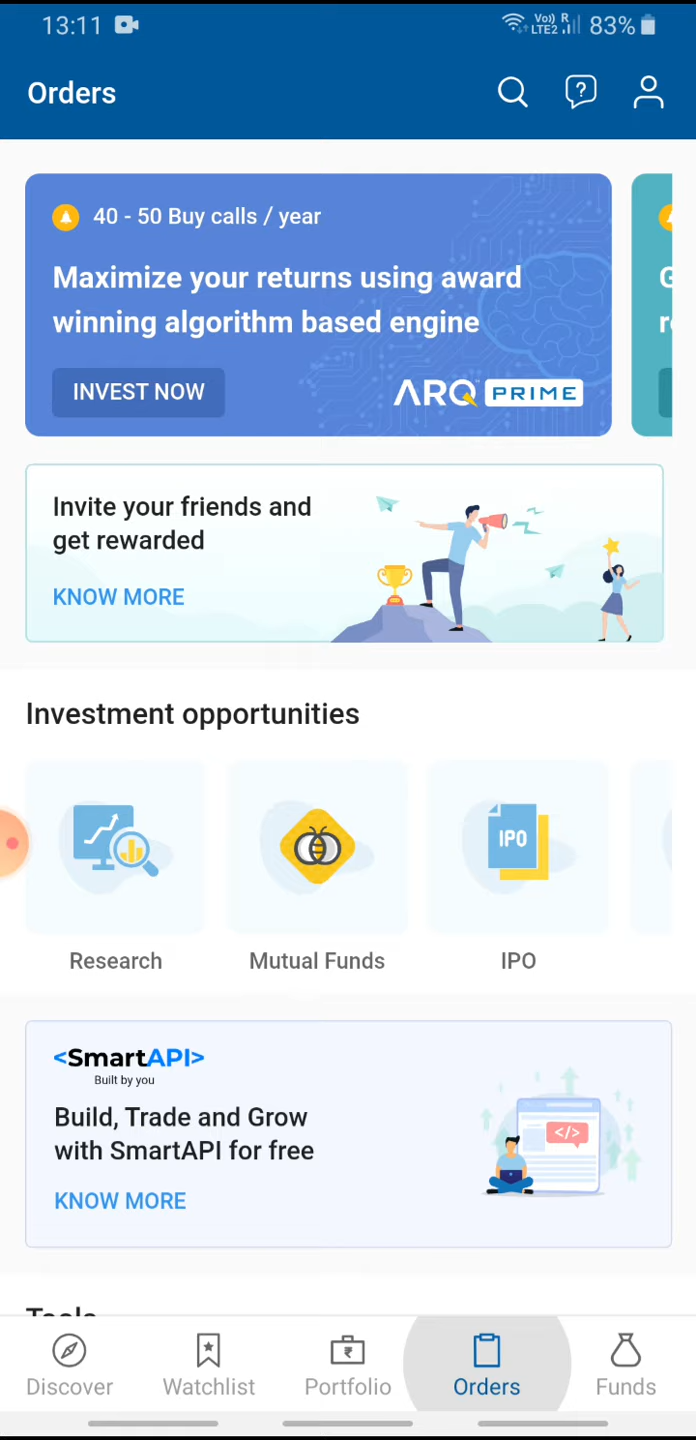 13:11
Vo)) R
LTE2
83%
Orders
40 - 50 Buy calls / year
Maximize your returns using award
winning algorithm based engine
INVEST NOW
ARQ PRIME
Invite your friends and
get rewarded
KNOW MORE
Investment opportunities
IPO
Research
Mutual Funds
IPO
<SmartAPI>
Built by you
Build, Trade and Grow
with SmartAPI for free
</>
KNOW MORE
Tools
Discover
Watchlist
Portfolio
Orders
Funds